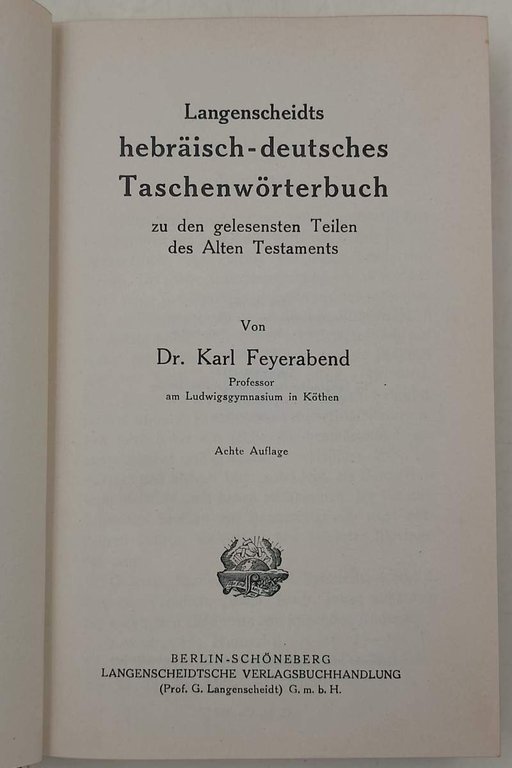 Langenscheidts
hebräisch-deutsches
Taschenwörterbuch
zu den gelesensten Teilen
des Alten Testaments
Von
Dr. Karl Feyerabend
Professor
am Ludwigsgymnasium in Köthen
Achte Auflage
BERLIN-SCHÖNEBERG
LANGENSCHEIDTSCHE VERLAGSBUCHHANDLUNG
(Prof. G. Langenscheidt) G. m. b. H.